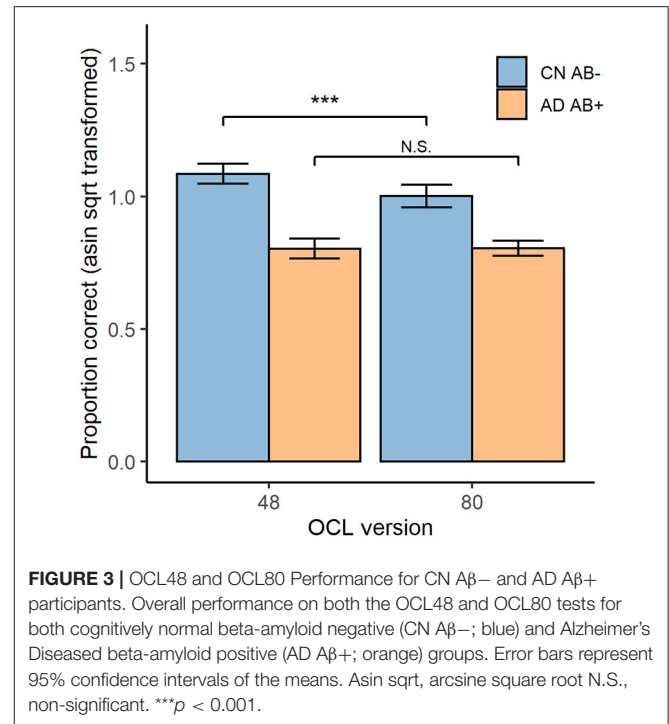 1.5
CN AB-
AD AB+
***
N.S.
1.0
0.5
0.0
Proportion correct (asin sqrt transformed)
48
80
OCL version
FIGURE 3 | OCL48 and OCL80 Performance for CN Aβ− and AD Aβ+
participants. Overall performance on both the OCL48 and OCL80 tests for
both cognitively normal beta-amyloid negative (CN Aβ−; blue) and Alzheimer's
Diseased beta-amyloid positive (AD Aβ+; orange) groups. Error bars represent
95% confidence intervals of the means. Asin sqrt, arcsine square root N.S.,
non-significant. ***p < 0.001.